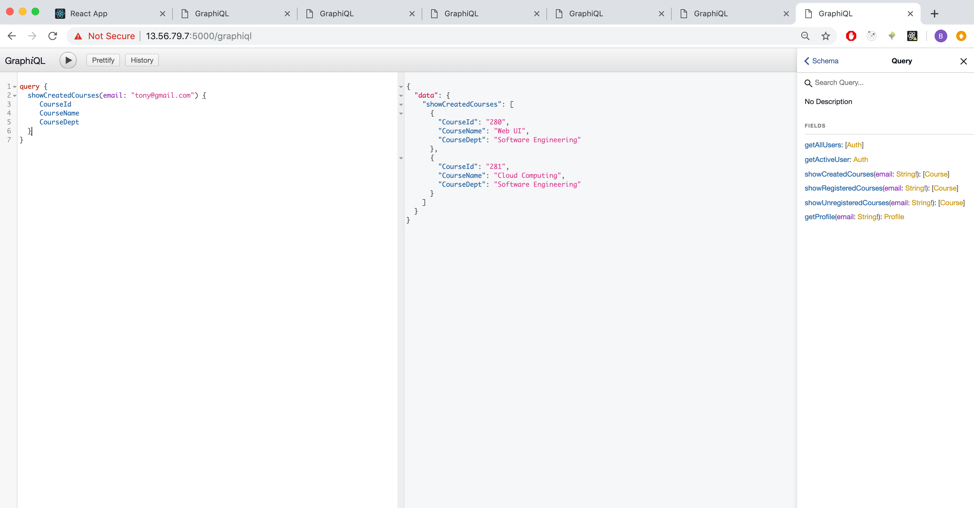 React App
GraphiQL
GraphiQL
GraphiQL
GraphiQL
GraphiQL
GraphiQL
Not Secure | 13.56.79.7:5000/graphiql
B
GraphiQL Prettify History
Schema Query
Search Query...
No Description
FIELDS
getAllUsers: [Auth]
getActiveUser: Auth
showCreatedCourses(email: String!): [Course]
showRegisteredCourses(email: String!): [Course]
showUnregisteredCourses(email: String!): [Course]
getProfile(email: String!): Profile
1 query {
2 showCreatedCourses(email: "tony@gmail.com") {
3 CourseId
4 CourseName
5 CourseDept
6 }
7 }
{
"data": {
"showCreatedCourses": [
{
"CourseId": "280",
"CourseName": "Web UI",
"CourseDept": "Software Engineering"
},
{
"CourseId": "281",
"CourseName": "Cloud Computing",
"CourseDept": "Software Engineering"
}
]
}
}